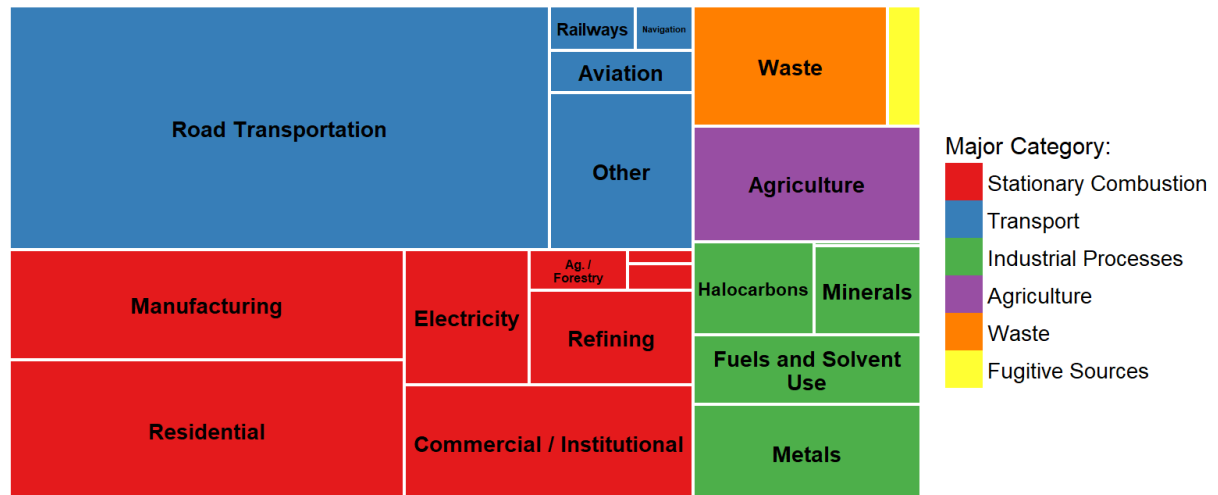 Railways
Navigation
Aviation
Road Transportation
Other
Waste
Agriculture
Manufacturing
Residential
Electricity
Ag. /
Forestry
Refining
Commercial / Institutional
Halocarbons
Minerals
Fuels and Solvent
Use
Metals
Major Category:
Stationary Combustion
Transport
Industrial Processes
Agriculture
Waste
Fugitive Sources